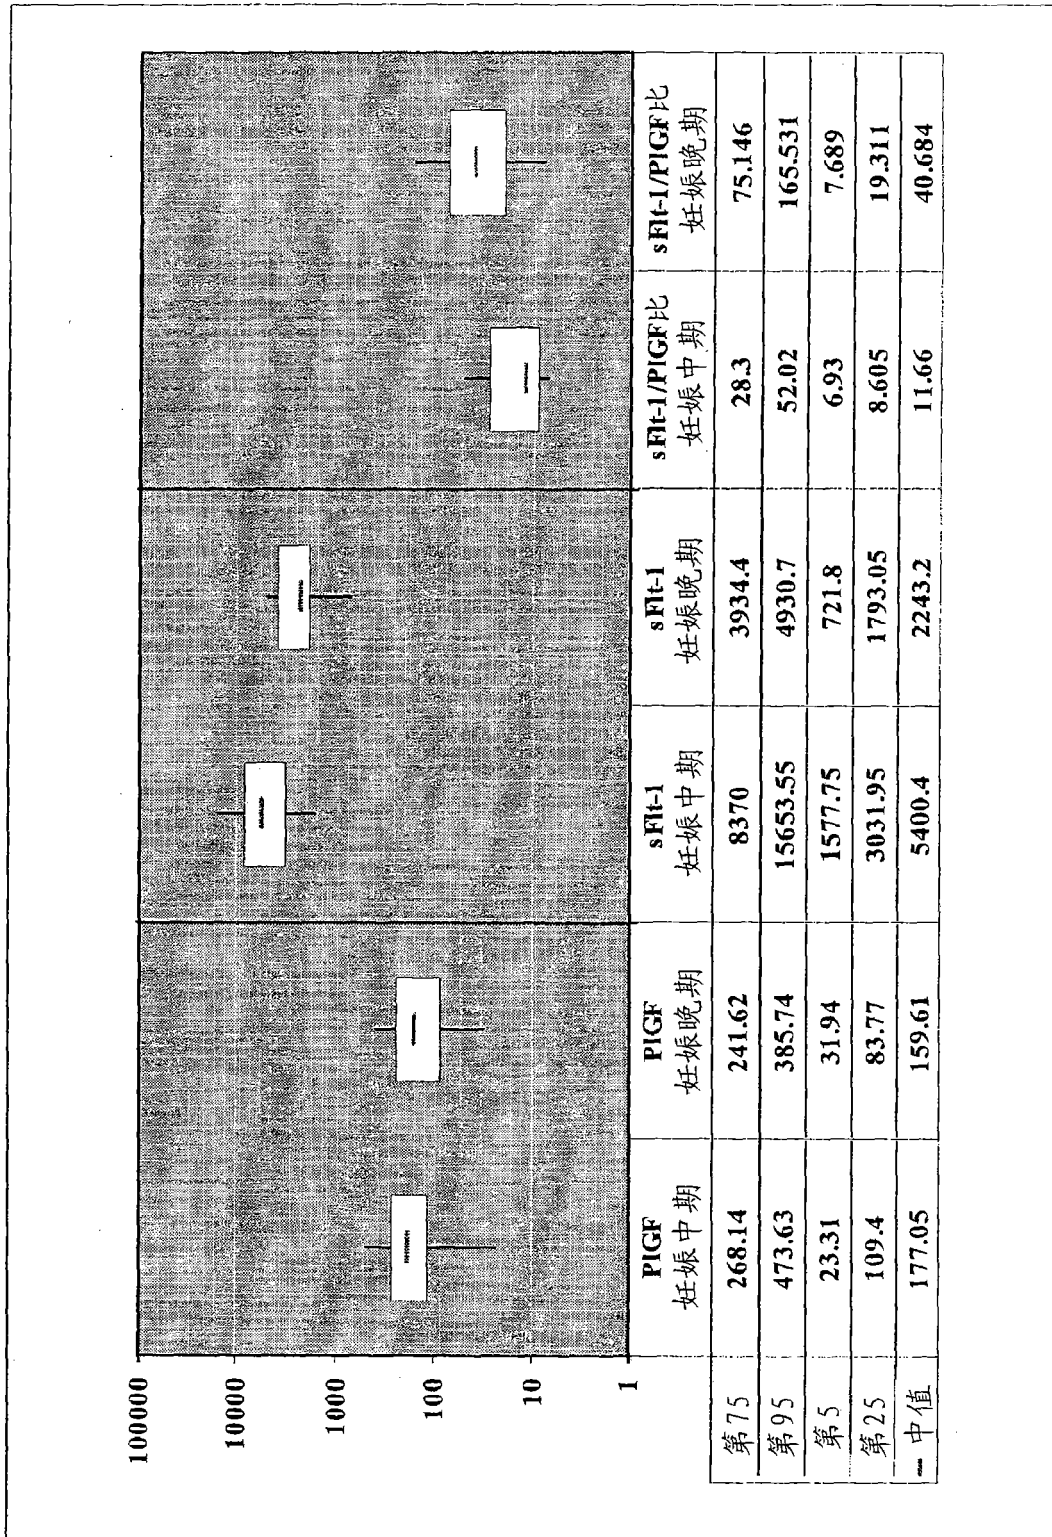 100000
10000
1000
100
10
1
PlGF
妊娠中期
PlGF
妊娠晚期
sFlt-1
妊娠中期
sFlt-1
妊娠晚期
sFlt-1/PlGF比
妊娠中期
sFlt-1/PlGF比
妊娠晚期
第75 268.14 241.62 8370 3934.4 28.3 75.146
第95 473.63 385.74 15653.55 4930.7 52.02 165.531
第5 23.31 31.94 1577.75 721.8 6.93 7.689
第25 109.4 83.77 3031.95 1793.05 8.605 19.311
中值 177.05 159.61 5400.4 2243.2 11.66 40.684